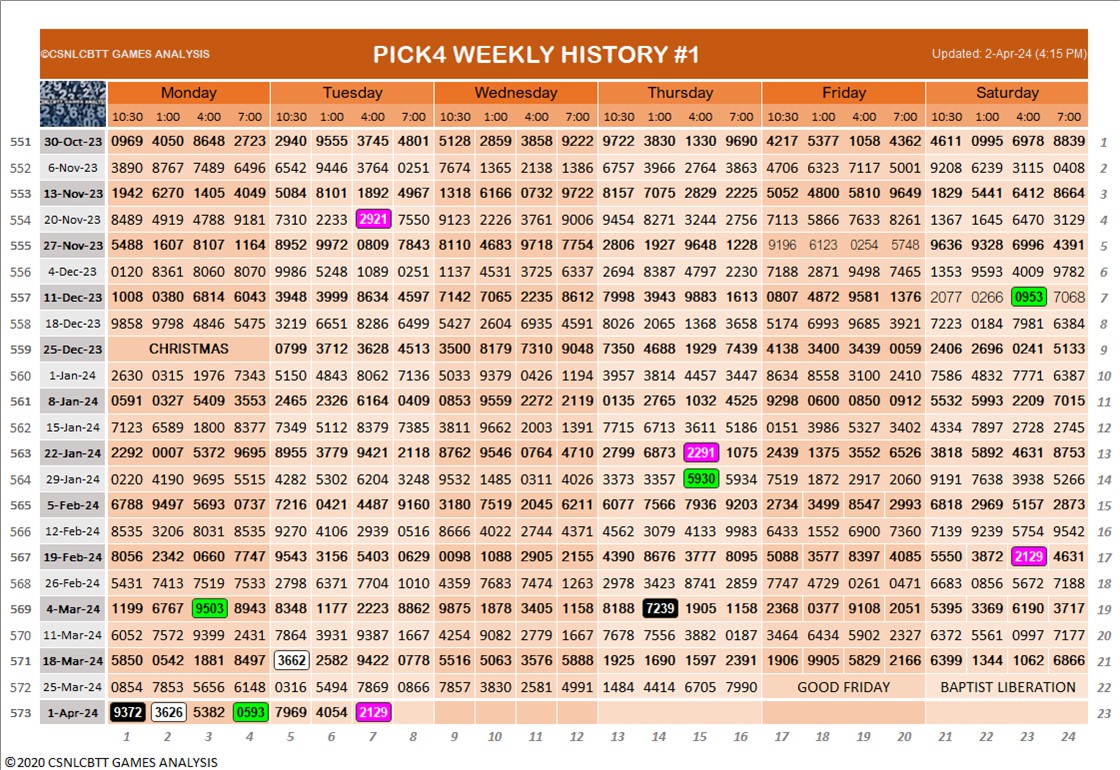 ©CSNLCBTT GAMES ANALYSIS PICK4 WEEKLY HISTORY #1 Updated: 2-Apr-24 (4:15 PM)
Monday Tuesday Wednesday Thursday Friday Saturday
10:30 1:00 4:00 7:00 10:30 1:00 4:00 8:00 10:30 1:00 4:00 7:00 10:30 1:00 4:00 7:00 10:30 1:00 4:00 7:00 10:30 1:00 4:00 7:00
551 30-Oct-23 0969 4050 8648 2723 2940 9555 3745 4801 5128 2859 3858 9222 9722 3830 1330 9690 4217 5377 1058 4362 4611 0995 6978 8839 1
552 6-Nov-23 3890 8767 7489 6496 6542 9446 3764 0251 7674 1365 2138 1386 6757 3966 2764 3863 4706 6323 7117 5001 9208 6239 3115 0408 2
553 13-Nov-23 1942 6270 1405 4049 5084 8101 1892 4967 1318 6166 0732 9722 8157 7075 2829 2225 5052 4800 5810 9649 1829 5441 6412 8664 3
554 20-Nov-23 8489 4919 4788 9181 7310 2233 2921 7550 9123 2226 3761 9006 9454 8271 3244 2756 7113 5366 7633 8261 1367 1645 6470 3129 4
555 27-Nov-23 5488 1607 8107 1164 8952 9972 0809 7843 8110 4683 9718 7754 2806 1927 9648 1228 9196 6123 0254 5748 9636 9328 6996 4391 5
556 4-Dec-23 0120 8361 8060 8070 9986 5248 1089 0251 1137 4531 3725 6337 2694 8387 4797 2230 7188 2871 9498 7465 1353 9593 4009 9782 6
557 11-Dec-23 1008 0380 6814 6043 3948 3999 8634 4597 7142 7065 2235 8612 7998 3943 9883 1613 0807 4872 9581 1376 2077 0266 0953 7068 7
558 18-Dec-23 9858 9798 4846 5475 3219 6651 8286 6499 5427 2604 6935 4591 8026 2065 1368 3658 5174 6993 9685 3921 7223 0184 7981 6384 8
559 25-Dec-23 CHRISTMAS 0799 3712 3628 4513 3500 8179 7310 9048 7350 4688 1929 7439 4138 3400 3439 0059 2406 2696 0241 5133 9
560 1-Jan-24 2630 0315 1976 7343 5150 4843 8062 7136 5033 9379 0426 1194 3957 3814 4457 3447 8634 8558 3100 2410 7586 4832 7771 6387 10
561 8-Jan-24 0591 0327 5409 3553 2465 2326 6164 0409 0853 9559 2272 2119 0135 2765 1032 4525 9298 0600 0850 0912 5532 5993 2209 7015 11
562 15-Jan-24 7123 6589 1800 8377 7349 5112 8379 7385 3811 9662 2003 1391 7715 6713 3611 5186 0151 3986 5327 3402 4334 7897 2728 2745 12
563 22-Jan-24 2292 0007 5372 9695 8955 3779 9421 2118 8762 9546 0764 4710 2799 6873 2291 1075 2439 1375 3552 6526 3818 5892 4631 8753 13
564 29-Jan-24 0220 4190 9695 5515 4282 5302 6204 3248 9532 1485 0311 4026 3373 3357 5930 5934 7519 1872 2917 2060 9191 7638 3938 5266 14
565 5-Feb-24 6788 9497 5693 0737 7216 0421 4487 9160 3180 7519 2045 6211 6077 7566 7936 9203 2734 3499 8547 2993 6818 2969 5157 2873 15
566 12-Feb-24 8535 3206 8031 8535 9270 4106 2939 0516 8666 4022 2744 4371 4562 3079 4133 9983 6433 1552 6900 7360 7139 9239 5754 9542 16
567 19-Feb-24 8056 2342 0660 7747 9543 3156 5403 0629 0098 1088 2905 2155 4390 8676 3777 8095 5088 3577 8397 4085 5550 3872 2129 4631 17
568 26-Feb-24 5431 7413 7519 7533 2798 6371 7704 1010 4359 7683 7474 1263 2978 3423 8741 2859 7747 4729 0261 0471 6683 0856 5672 7188 18
569 4-Mar-24 1199 6767 9503 8943 8348 1177 2223 8862 9875 1878 3405 1158 8188 7239 1905 1158 2368 0377 9108 2051 5395 3369 6190 3717 19
570 11-Mar-24 6052 7572 9399 2431 7864 3931 9387 1667 4254 9082 2779 1667 7678 7556 3882 0187 3464 6434 5902 2327 6372 5561 0997 7177 20
571 18-Mar-24 5850 0542 1881 8497 3662 2582 9422 0778 5516 5063 3576 5888 1925 1690 1597 2391 1906 9905 5829 2166 6399 1344 1062 6866 21
572 25-Mar-24 0854 7853 5656 6148 0316 5494 7869 0866 7857 3830 2581 4991 1484 4414 6705 7990 GOOD FRIDAY BAPTIST LIBERATION 22
573 1-Apr-24 9372 3626 5382 0593 7969 4054 2129 23
1 2 3 4 5 6 7 8 9 10 11 12 13 14 15 16 17 18 19 20 21 22 23 24
©2020 CSNLCBTT GAMES ANALYSIS